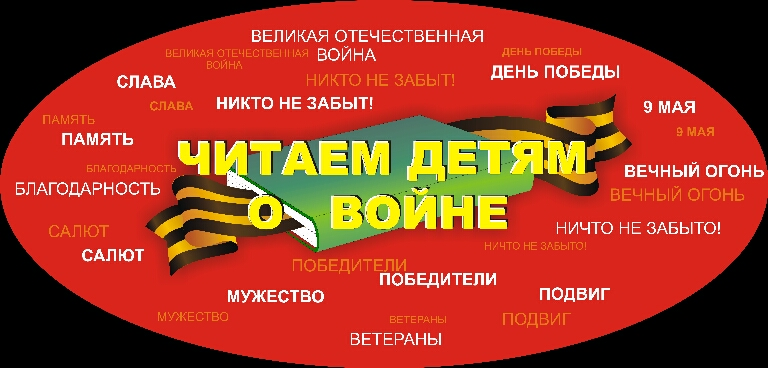 ВЕЛИКАЯ ОТЕЧЕСТВЕННАЯ
ВОЙНА
ВЕЛИКАЯ ОТЕЧЕСТВЕННАЯ
ВОЙНА
ДЕНЬ ПОБЕДЫ
ДЕНЬ ПОБЕДЫ
СЛАВА
НИКТО НЕ ЗАБЫТ!
СЛАВА
НИКТО НЕ ЗАБЫТ!
9 МАЯ
ПАМЯТЬ
9 МАЯ
ПАМЯТЬ
ЧИТАЕМ ДЕТЯМ
О ВОЙНЕ
БЛАГОДАРНОСТЬ
ВЕЧНЫЙ ОГОНЬ
БЛАГОДАРНОСТЬ
ВЕЧНЫЙ ОГОНЬ
САЛЮТ
НИЧТО НЕ ЗАБЫТО!
САЛЮТ
НИЧТО НЕ ЗАБЫТО!
ПОБЕДИТЕЛИ
ПОБЕДИТЕЛИ
МУЖЕСТВО
ПОДВИГ
МУЖЕСТВО
ВЕТЕРАНЫ
ПОДВИГ
ВЕТЕРАНЫ